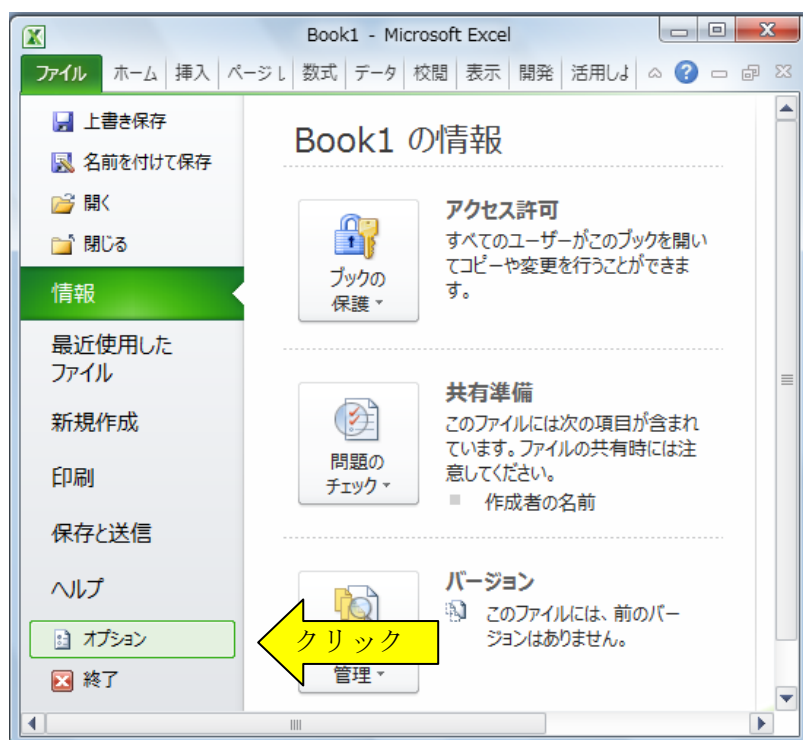 Book1 - Microsoft Excel
ファイル ホーム 挿入 ページ レ 数式 データ 校閲 表示 開発 活用しよ
上書き保存
名前を付けて保存
開く
閉じる
情報
最近使用した
ファイル
新規作成
印刷
保存と送信
ヘルプ
オプション
終了
Book1 の情報
ブックの
保護
アクセス許可
すべてのユーザーがこのブックを開い
てコピーや変更を行うことができま
す。
問題の
チェック
共有準備
このファイルには次の項目が含まれ
ています。ファイルの共有時には注
意してください。
作成者の名前
クリック
管理
バージョン
このファイルには、前のバー
ジョンはありません。